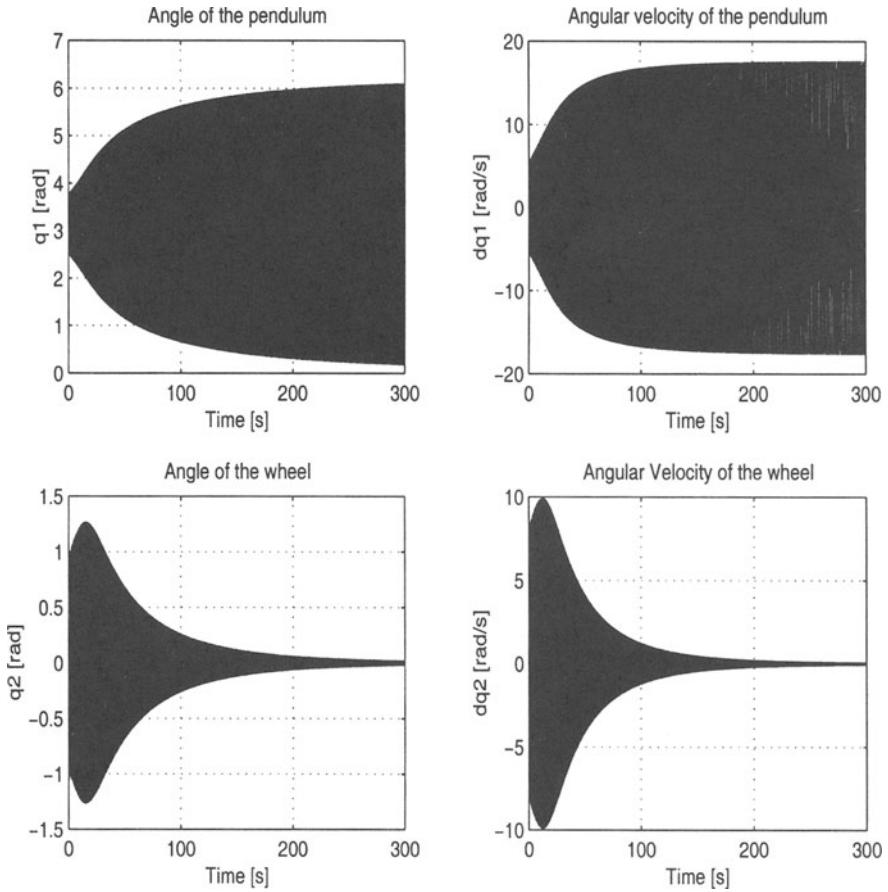 Angle of the pendulum
7
6
5
4
3
2
1
0
q1 [rad]
0 100 200 300
Time [s]
Angular velocity of the pendulum
20
10
0
−10
−20
dq1 [rad/s]
0 100 200 300
Time [s]
Angle of the wheel
1.5
1
0.5
0
−0.5
−1
−1.5
q2 [rad]
0 100 200 300
Time [s]
Angular Velocity of the wheel
10
5
0
−5
−10
dq2 [rad/s]
0 100 200 300
Time [s]